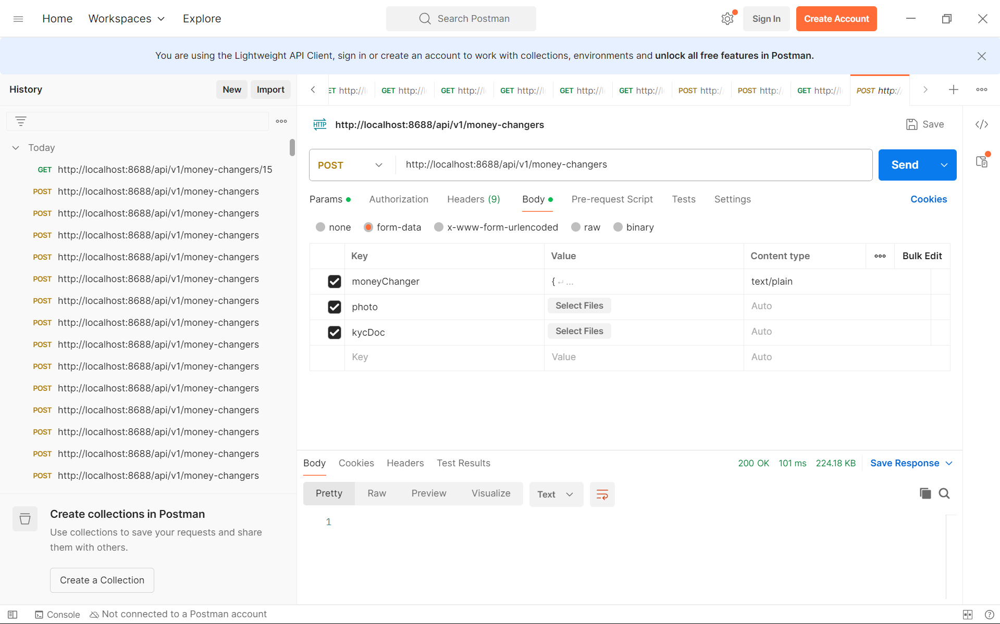 Home Workspaces Explore Search Postman Sign In Create Account
You are using the Lightweight API Client, sign in or create an account to work with collections, environments and unlock all free features in Postman.
History New Import
ET http://l GET http://l GET http://l GET http://l GET http://l GET http://l POST http:/ POST http:/ GET http://l POST http:/
Today
GET http://localhost:8688/api/v1/money-changers/15
POST http://localhost:8688/api/v1/money-changers
POST http://localhost:8688/api/v1/money-changers
POST http://localhost:8688/api/v1/money-changers
POST http://localhost:8688/api/v1/money-changers
POST http://localhost:8688/api/v1/money-changers
POST http://localhost:8688/api/v1/money-changers
POST http://localhost:8688/api/v1/money-changers
POST http://localhost:8688/api/v1/money-changers
POST http://localhost:8688/api/v1/money-changers
POST http://localhost:8688/api/v1/money-changers
POST http://localhost:8688/api/v1/money-changers
POST http://localhost:8688/api/v1/money-changers
POST http://localhost:8688/api/v1/money-changers
POST http://localhost:8688/api/v1/money-changers
Create collections in Postman
Use collections to save your requests and share
them with others.
Create a Collection
HTTP http://localhost:8688/api/v1/money-changers Save
POST http://localhost:8688/api/v1/money-changers Send
Params Authorization Headers (9) Body Pre-request Script Tests Settings Cookies
none form-data x-www-form-urlencoded raw binary
Key Value Content type Bulk Edit
moneyChanger { ↵ ... text/plain
photo Select Files Auto
kycDoc Select Files Auto
Key Value Auto
Body Cookies Headers Test Results 200 OK 101 ms 224.18 KB Save Response
Pretty Raw Preview Visualize Text
1
Console Not connected to a Postman account